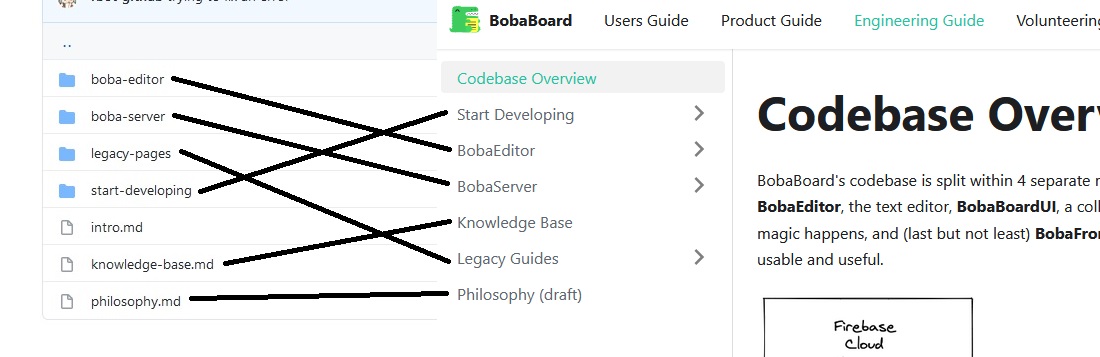 ..
boba-editor
boba-server
legacy-pages
start-developing
intro.md
knowledge-base.md
philosophy.md
BobaBoard Users Guide Product Guide Engineering Guide Volunteering
Codebase Overview
Start Developing
BobaEditor
BobaServer
Knowledge Base
Legacy Guides
Philosophy (draft)
Codebase Over
BobaBoard's codebase is split within 4 separate
BobaEditor, the text editor, BobaBoardUI, a coll
magic happens, and (last but not least) BobaFro
usable and useful.
Firebase
Cloud